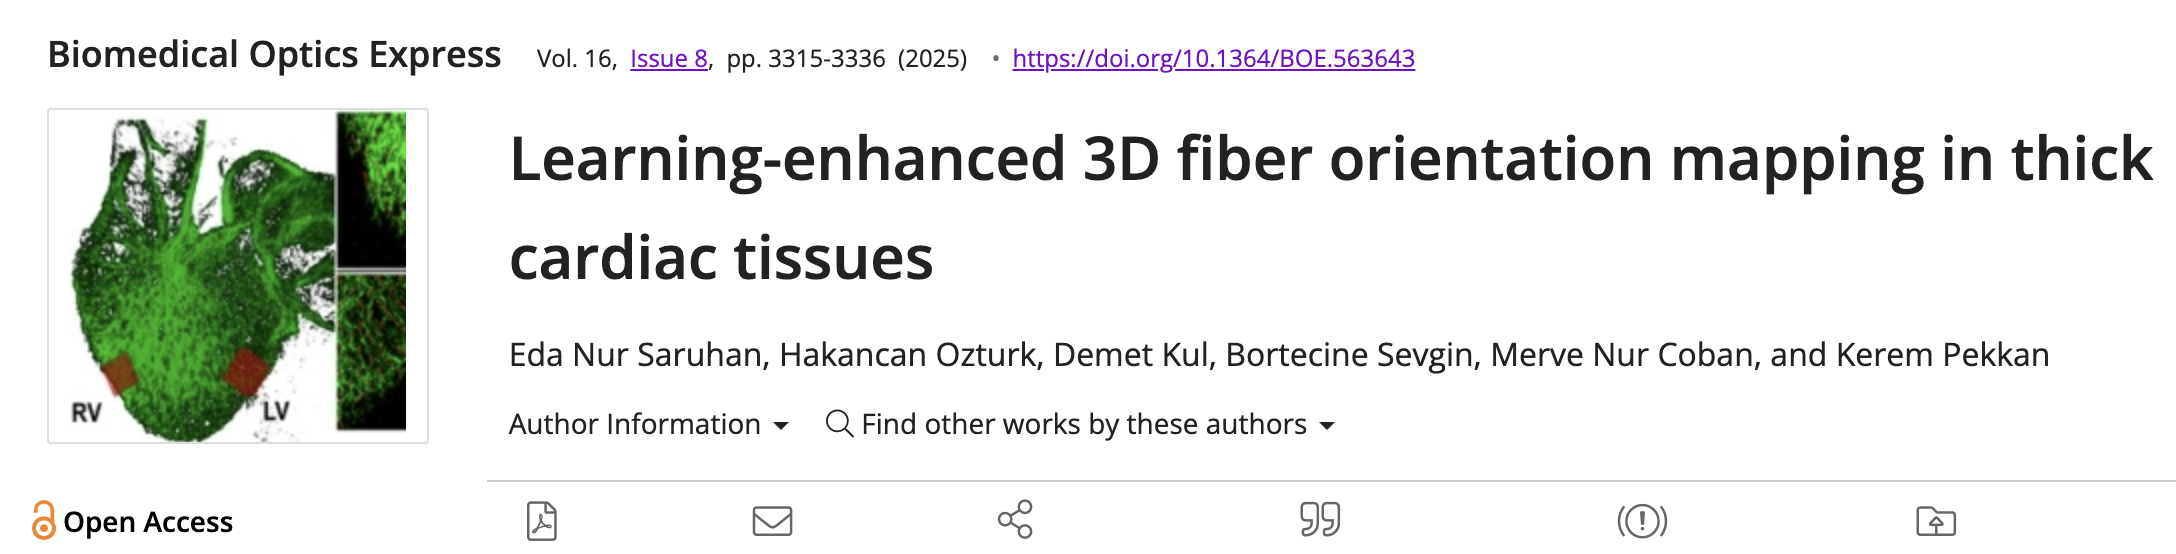 Biomedical Optics Express Vol. 16, Issue 8, pp. 3315-3336 (2025) • https://doi.org/10.1364/BOE.563643
Learning-enhanced 3D fiber orientation mapping in thick
cardiac tissues
Eda Nur Saruhan, Hakancan Ozturk, Demet Kul, Bortecine Sevgin, Merve Nur Coban, and Kerem Pekkan
RV
LV
Author Information
Find other works by these authors
Open Access